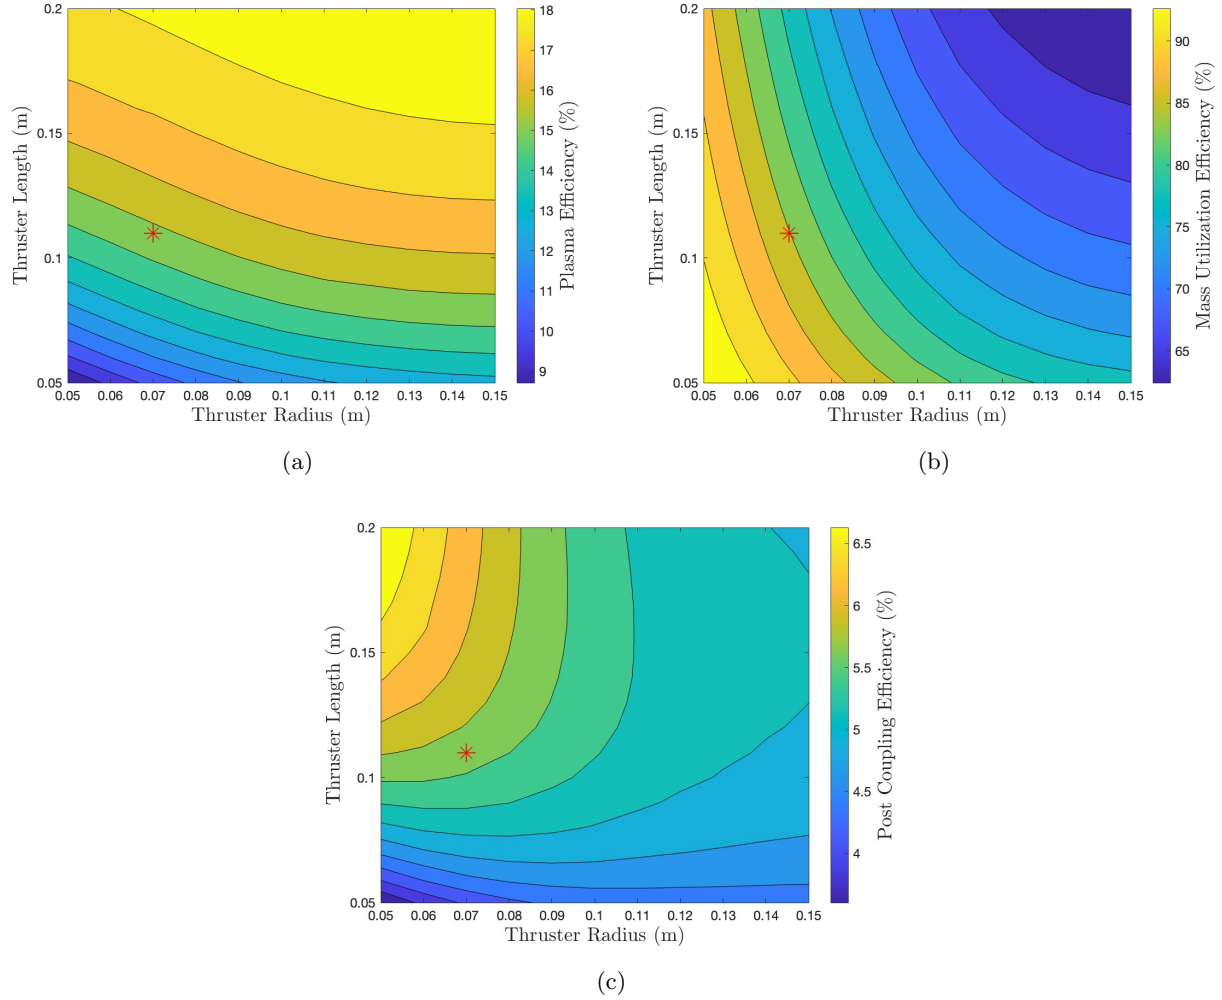 0.2
0.15
0.1
0.05
Thruster Length (m)
0.05 0.06 0.07 0.08 0.09 0.1 0.11 0.12 0.13 0.14 0.15
Thruster Radius (m)
18
17
16
15
14
13
12
11
10
9
Plasma Efficiency (%)
(a)
0.2
0.15
0.1
0.05
Thruster Length (m)
0.05 0.06 0.07 0.08 0.09 0.1 0.11 0.12 0.13 0.14 0.15
Thruster Radius (m)
90
85
80
75
70
65
Mass Utilization Efficiency (%)
(b)
0.2
0.15
0.1
0.05
Thruster Length (m)
0.05 0.06 0.07 0.08 0.09 0.1 0.11 0.12 0.13 0.14 0.15
Thruster Radius (m)
6.5
6
5.5
5
4.5
4
Post Coupling Efficiency (%)
(c)